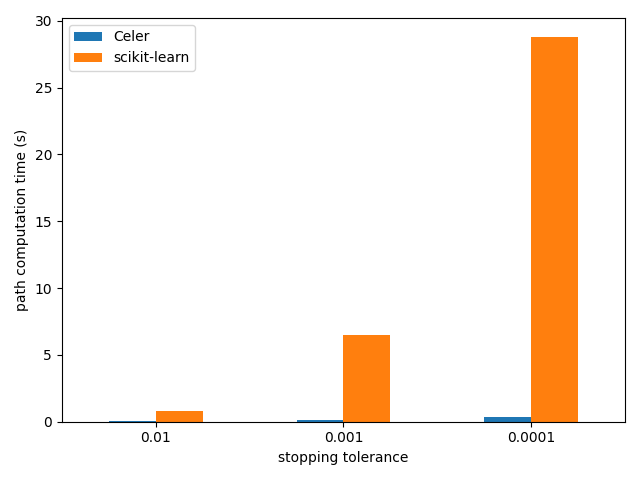 Celer
scikit-learn
path computation time (s)
30
25
20
15
10
5
0
0.01 0.001 0.0001
stopping tolerance